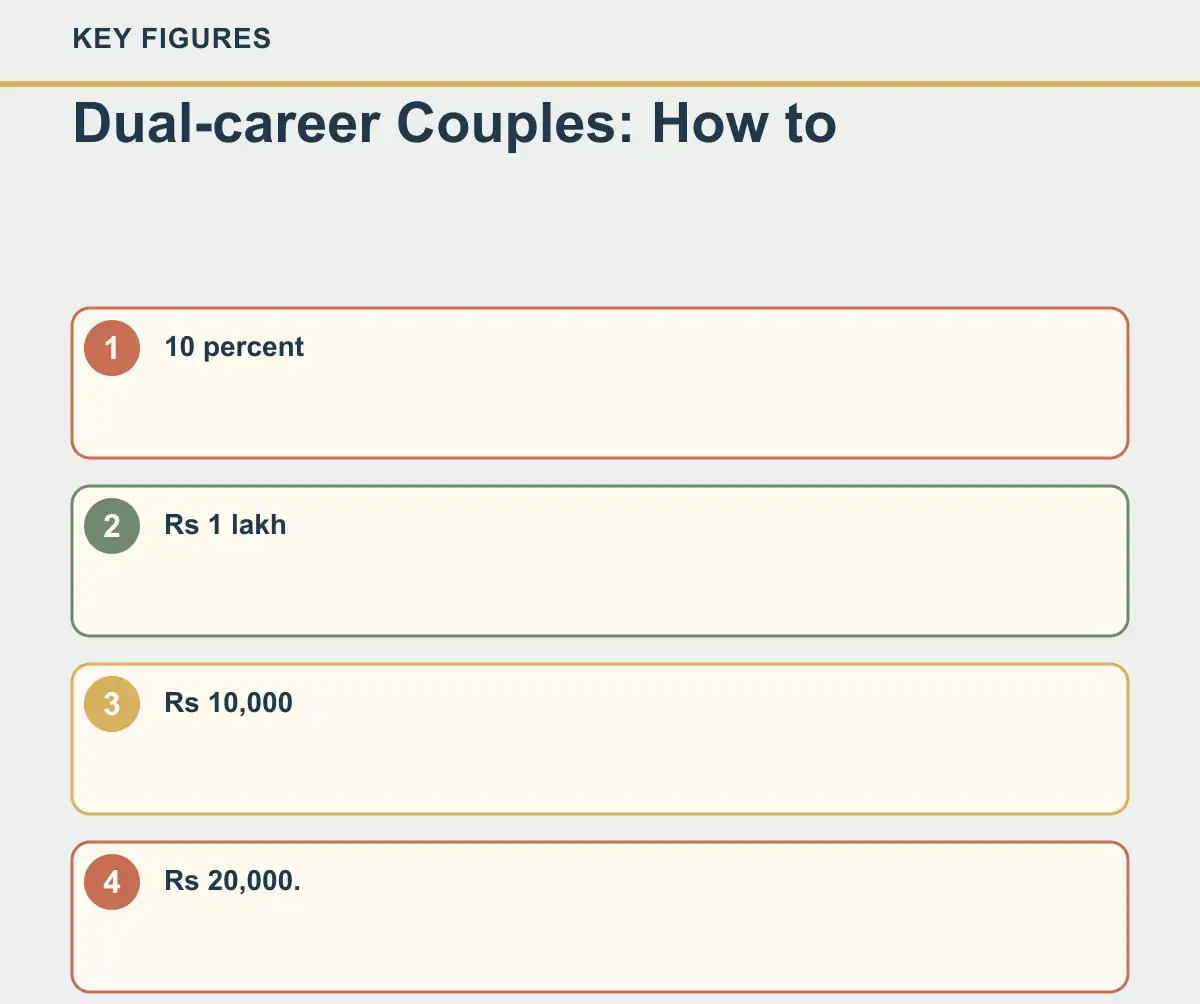 KEY FIGURES
Dual-career Couples: How to
1 10 percent
2 Rs 1 lakh
3 Rs 10,000
4 Rs 20,000.